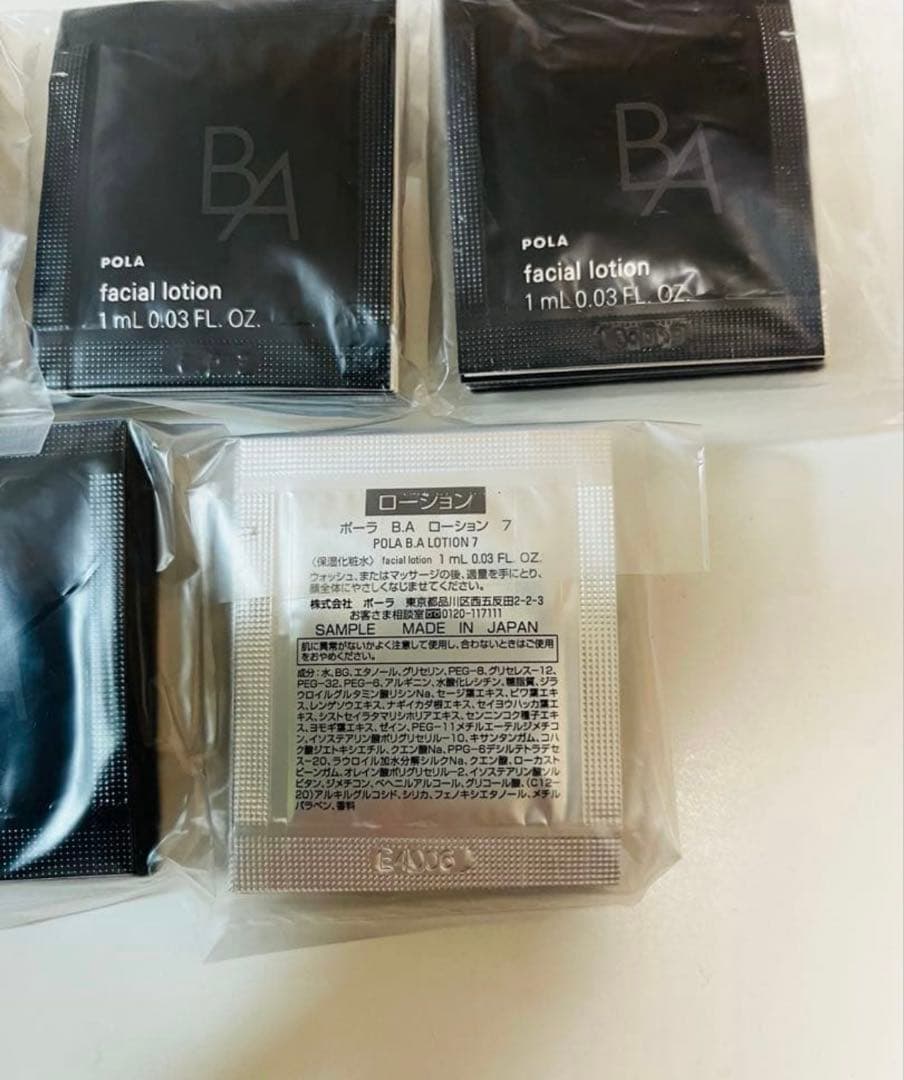 BA
POLA
facial lotion
1 mL 0.03 FL. OZ.
BA
POLA
facial lotion
1 mL 0.03 FL. OZ.
ローション
ポーラ B.A ローション 7
POLA B.A LOTION 7
〈保湿化粧水〉 facial lotion 1 mL 0.03 FL. OZ.
ウォッシュ、またはマッサージの後、適量を手にとり、
顔全体にやさしくなじませてください。
株式会社 ポーラ 東京都品川区西五反田2-2-3
お客さま相談室 0120-117111
SAMPLE MADE IN JAPAN
肌に異常がないかよく注意して使用し、合わないときはご使用
をおやめください。
成分:水、BG、エタノール、グリセリン、PEG-8、グリセレス-12、
PEG-32、PEG-6、アルギニン、水酸化レシチン、糖脂質、ジラ
ウロイルグルタミン酸リシンNa、セージ葉エキス、ビワ葉エキ
ス、レンゲソウエキス、ナギイカダ根エキス、セイヨウハッカ葉エ
キス、シストセイラタマリシホリアエキス、センニンコク種子エキ
ス、ヨモギ葉エキス、ゼイン、PEG-11メチルエーテルジメチコ
ン、イソステアリン酸ポリグリセリル-10、キサンタンガム、コハ
ク酸ジエトキシエチル、クエン酸Na、PPG-6デシルテトラデセ
ス-20、ラウロイル加水分解シルクNa、クエン酸、ローカスト
ビーンガム、オレイン酸ポリグリセリル-2、イソステアリン酸ソル
ビタン、ジメチコン、ベヘニルアルコール、グリコール酸、(C12-
20)アルキルグルコシド、シリカ、フェノキシエタノール、メチル
パラベン、香料